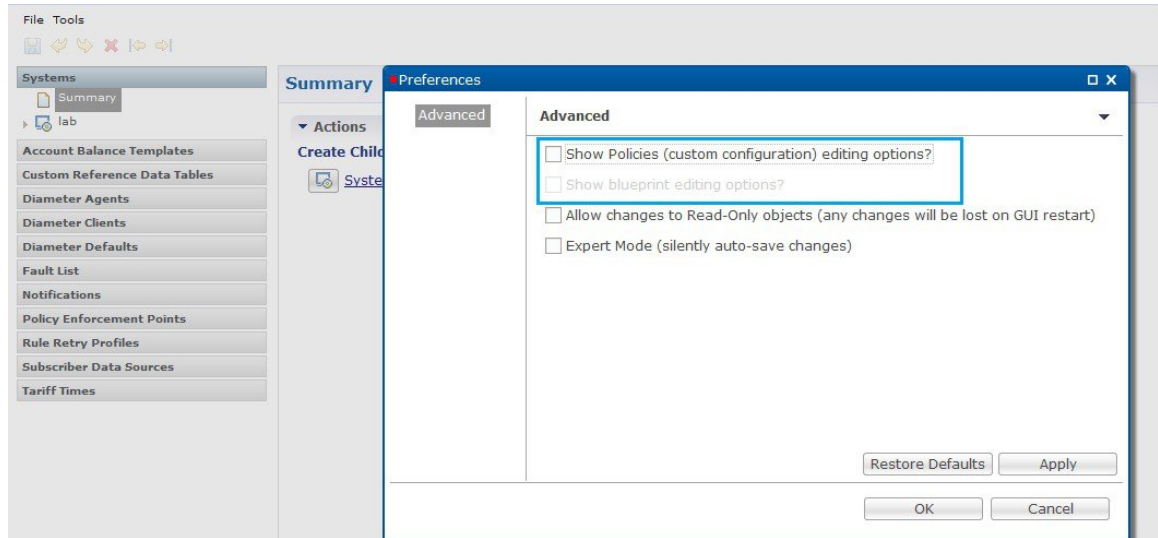 File Tools
Systems
Summary
lab
Account Balance Templates
Custom Reference Data Tables
Diameter Agents
Diameter Clients
Diameter Defaults
Fault List
Notifications
Policy Enforcement Points
Rule Retry Profiles
Subscriber Data Sources
Tariff Times
Summary
Actions
Create Chil
Syste
Preferences
Advanced
Advanced
Show Policies (custom configuration) editing options?
Show blueprint editing options?
Allow changes to Read-Only objects (any changes will be lost on GUI restart)
Expert Mode (silently auto-save changes)
Restore Defaults Apply
OK Cancel